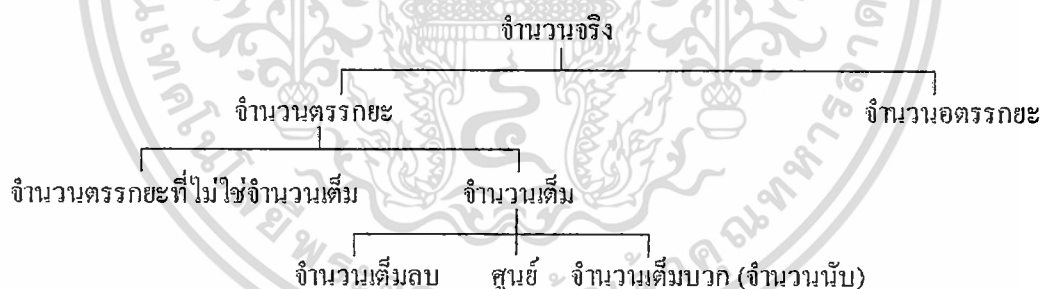 จำนวนจริง
จำนวนตรรกยะ จำนวนอตรรกยะ
จำนวนตรรกยะที่ไม่ใช่จำนวนเต็ม จำนวนเต็ม
จำนวนเต็มลบ ศูนย์ จำนวนเต็มบวก (จำนวนนับ)